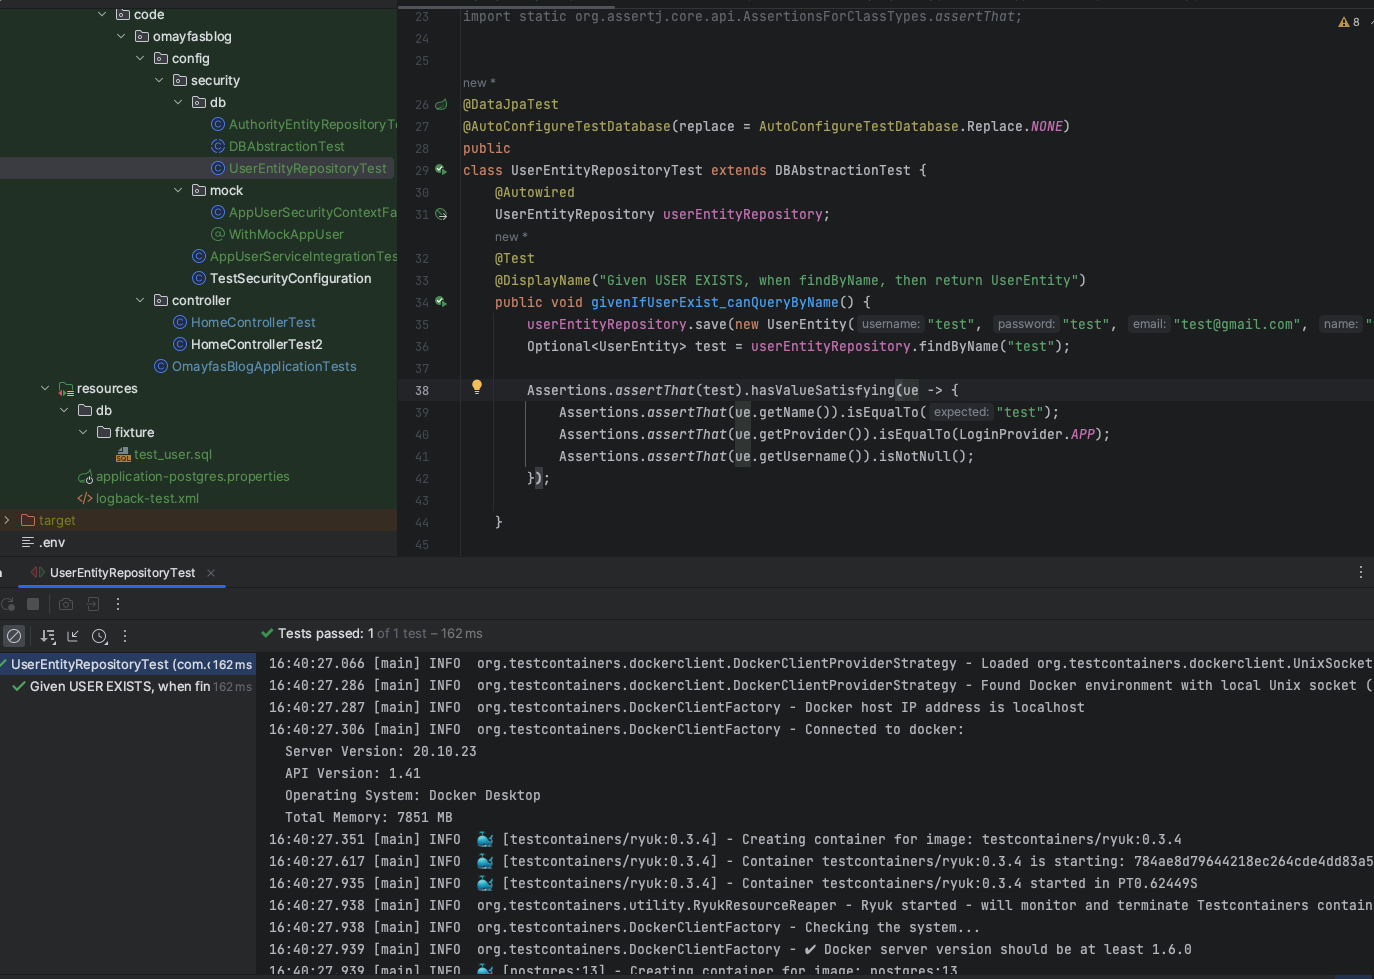 code
omayfasblog
config
security
db
AuthorityEntityRepositoryT
DBAbstractionTest
UserEntityRepositoryTest
mock
AppUserSecurityContextFa
WithMockAppUser
AppUserServiceIntegrationTes
TestSecurityConfiguration
controller
HomeControllerTest
HomeControllerTest2
OmayfasBlogApplicationTests
resources
db
fixture
test_user.sql
application-postgres.properties
logback-test.xml
target
.env
23 import static org.assertj.core.api.AssertionsForClassTypes.assertThat;
8
24
25
new *
26 @DataJpaTest
27 @AutoConfigureTestDatabase(replace = AutoConfigureTestDatabase.Replace.NONE)
28 public
29 class UserEntityRepositoryTest extends DBAbstractionTest {
30 @Autowired
31 UserEntityRepository userEntityRepository;
new *
32 @Test
33 @DisplayName("Given USER EXISTS, when findByName, then return UserEntity")
34 public void givenIfUserExist_canQueryByName() {
35 userEntityRepository.save(new UserEntity( username: "test", password: "test", email: "test@gmail.com", name: "
36 Optional<UserEntity> test = userEntityRepository.findByName("test");
37
38 Assertions.assertThat(test).hasValueSatisfying(ue -> {
39 Assertions.assertThat(ue.getName()).isEqualTo( expected: "test");
40 Assertions.assertThat(ue.getProvider()).isEqualTo(LoginProvider.APP);
41 Assertions.assertThat(ue.getUsername()).isNotNull();
42 });
43
44 }
45
UserEntityRepositoryTest
Tests passed: 1 of 1 test – 162 ms
UserEntityRepositoryTest (com.c 162 ms
Given USER EXISTS, when fin 162 ms
16:40:27.066 [main] INFO org.testcontainers.dockerclient.DockerClientProviderStrategy - Loaded org.testcontainers.dockerclient.UnixSocket
16:40:27.286 [main] INFO org.testcontainers.dockerclient.DockerClientProviderStrategy - Found Docker environment with local Unix socket (
16:40:27.287 [main] INFO org.testcontainers.DockerClientFactory - Docker host IP address is localhost
16:40:27.306 [main] INFO org.testcontainers.DockerClientFactory - Connected to docker:
Server Version: 20.10.23
API Version: 1.41
Operating System: Docker Desktop
Total Memory: 7851 MB
16:40:27.351 [main] INFO 🐳 [testcontainers/ryuk:0.3.4] - Creating container for image: testcontainers/ryuk:0.3.4
16:40:27.617 [main] INFO 🐳 [testcontainers/ryuk:0.3.4] - Container testcontainers/ryuk:0.3.4 is starting: 784ae8d79644218ec264cde4dd83a5
16:40:27.935 [main] INFO 🐳 [testcontainers/ryuk:0.3.4] - Container testcontainers/ryuk:0.3.4 started in PT0.62449S
16:40:27.938 [main] INFO org.testcontainers.utility.RyukResourceReaper - Ryuk started - will monitor and terminate Testcontainers contain
16:40:27.938 [main] INFO org.testcontainers.DockerClientFactory - Checking the system...
16:40:27.939 [main] INFO org.testcontainers.DockerClientFactory - ✔ Docker server version should be at least 1.6.0
16:40:27.939 [main] INFO 🐳 [postgres:13] - Creating container for image: postgres:13